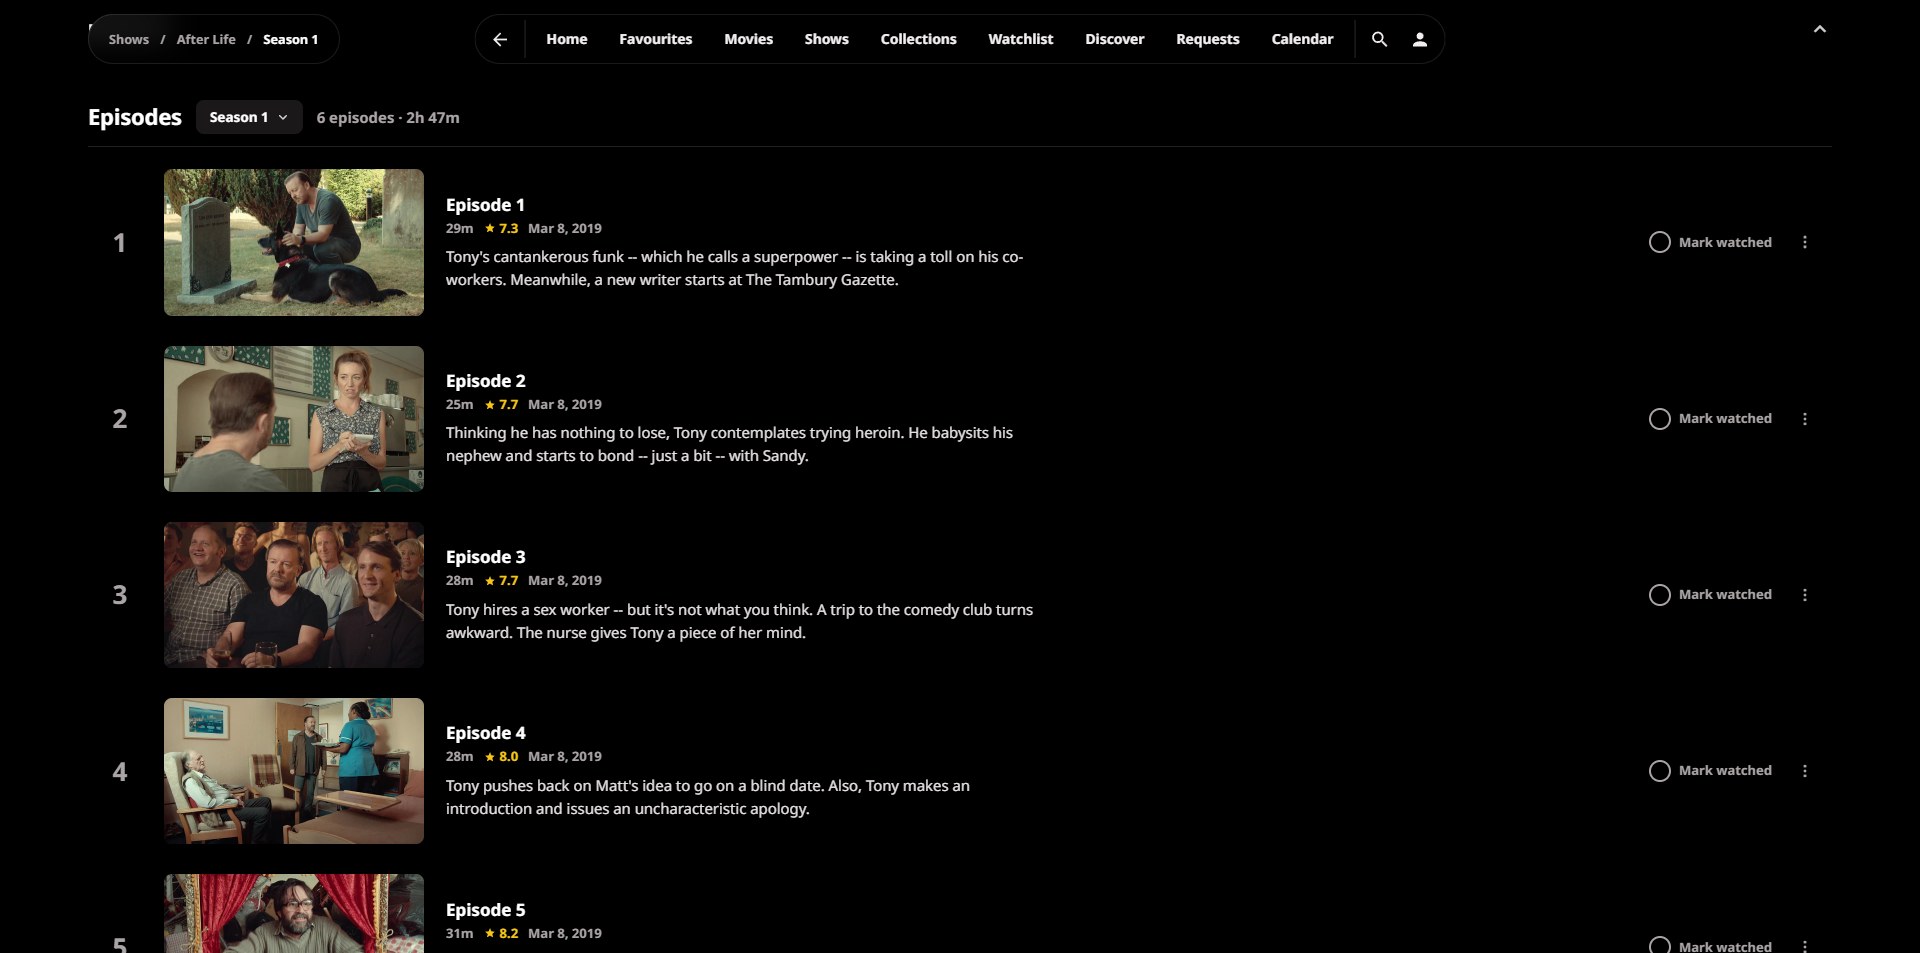 Shows / After Life / Season 1
Home Favourites Movies Shows Collections Watchlist Discover Requests Calendar
Episodes Season 1 6 episodes · 2h 47m
1
Episode 1
29m ★ 7.3 Mar 8, 2019
Tony's cantankerous funk -- which he calls a superpower -- is taking a toll on his co-
workers. Meanwhile, a new writer starts at The Tambury Gazette.
Mark watched
2
Episode 2
25m ★ 7.7 Mar 8, 2019
Thinking he has nothing to lose, Tony contemplates trying heroin. He babysits his
nephew and starts to bond -- just a bit -- with Sandy.
Mark watched
3
Episode 3
28m ★ 7.7 Mar 8, 2019
Tony hires a sex worker -- but it's not what you think. A trip to the comedy club turns
awkward. The nurse gives Tony a piece of her mind.
Mark watched
4
Episode 4
28m ★ 8.0 Mar 8, 2019
Tony pushes back on Matt's idea to go on a blind date. Also, Tony makes an
introduction and issues an uncharacteristic apology.
Mark watched
5
Episode 5
31m ★ 8.2 Mar 8, 2019
Mark watched